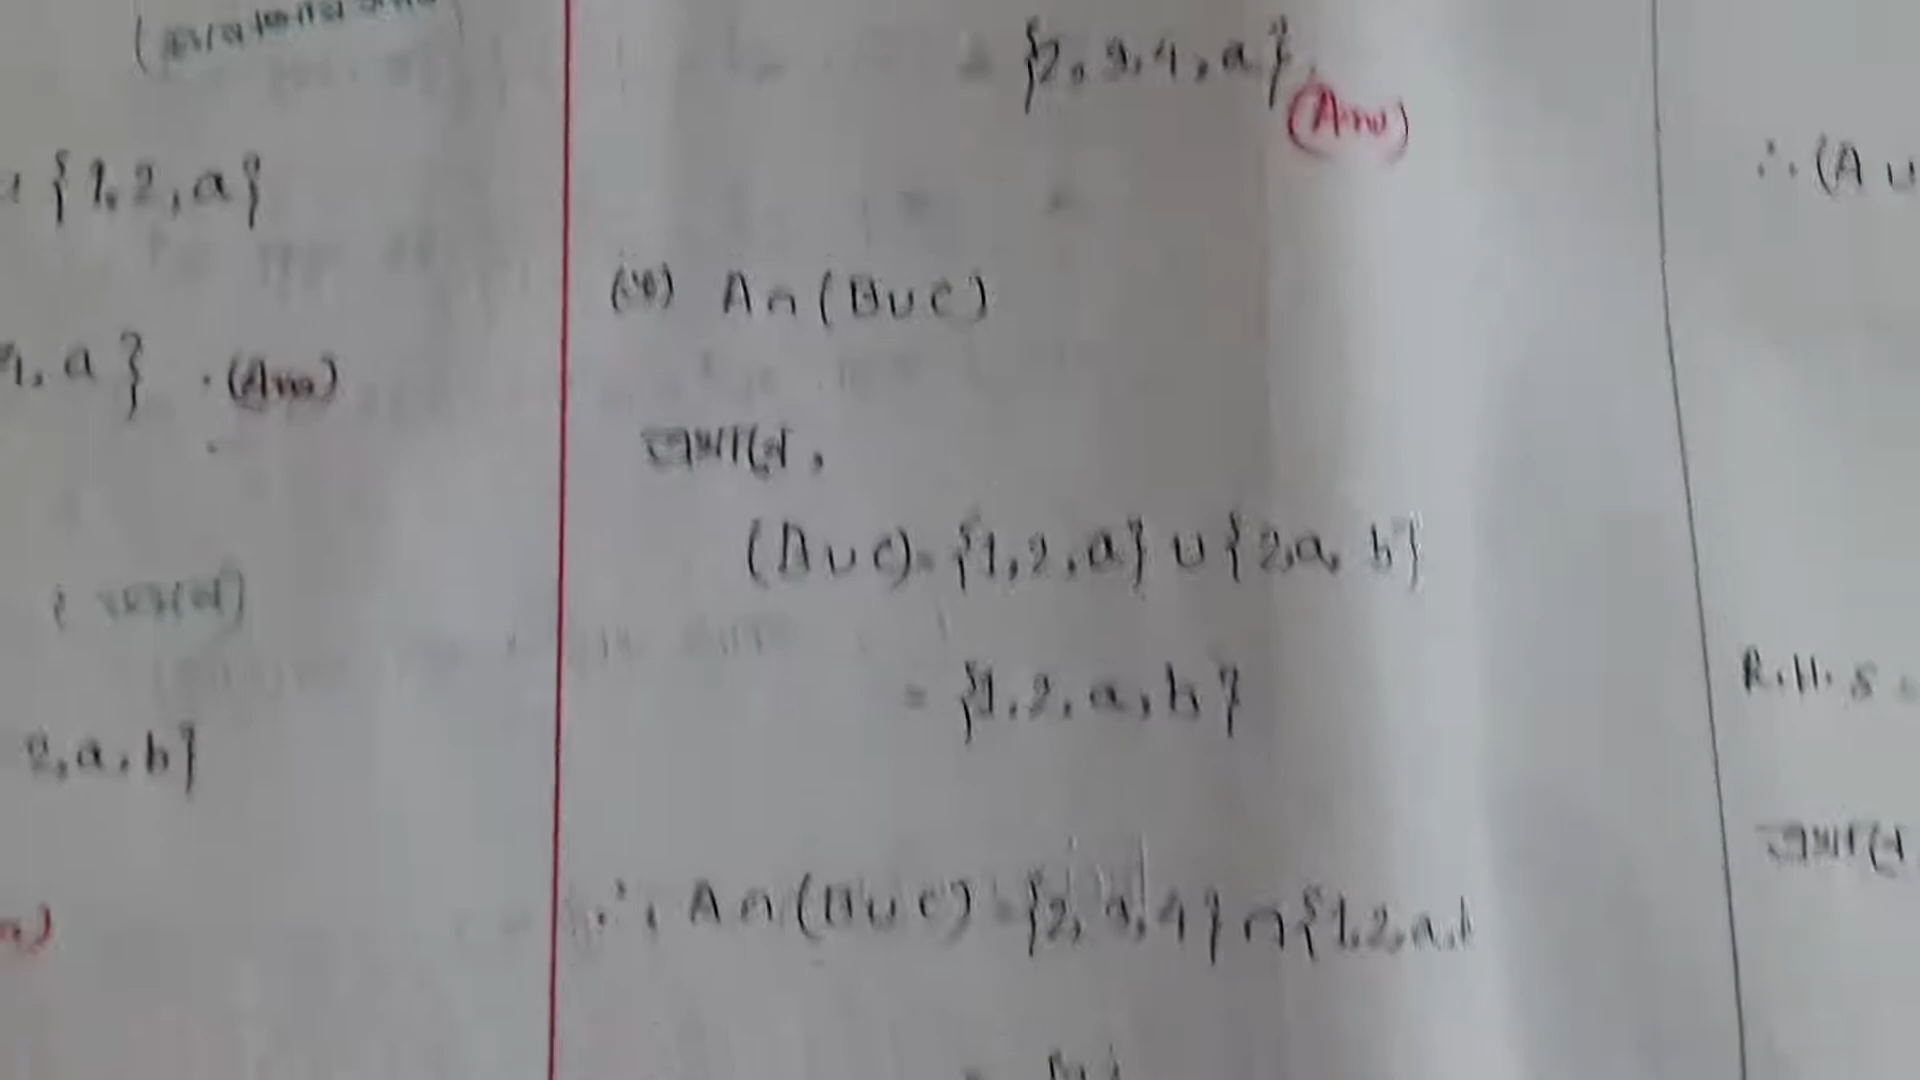 {1, 2, a}
4, a} (Ans)
(এখানে)
2, a, b}
= {2, 3, 4, a}
(Ans)
(ঘ) A∩(B∪C)
এখানে,
(B∪C) = {1, 2, a} ∪ {2, a, b}
= {1, 2, a, b}
∴ A∩(B∪C) = {2, 3, 4} ∩ {1, 2, a,
∴ (A ∪
R.H.S =
এখানে